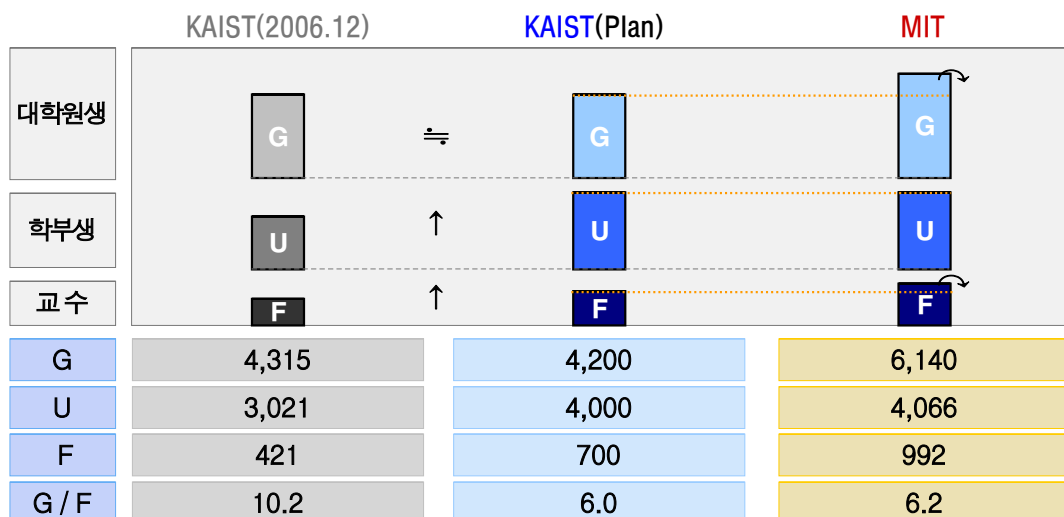 KAIST(2006.12) KAIST(Plan) MIT
대학원생 G ≒ G G
학부생 U ↑ U U
교수 F ↑ F F
G 4,315 4,200 6,140
U 3,021 4,000 4,066
F 421 700 992
G / F 10.2 6.0 6.2